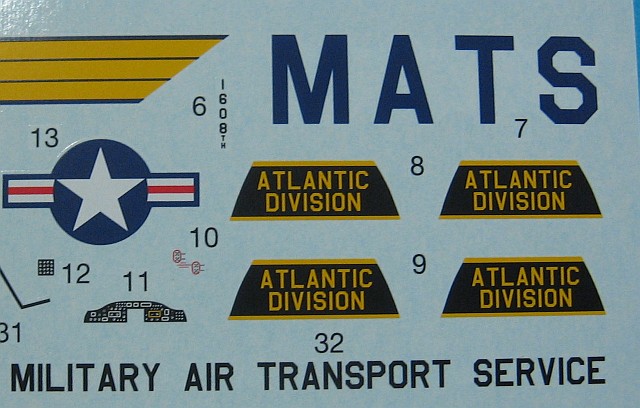 MATS
6
1608TH
7
13
ATLANTIC
DIVISION
8
ATLANTIC
DIVISION
10
12
11
ATLANTIC
DIVISION
9
ATLANTIC
DIVISION
31
32
MILITARY AIR TRANSPORT SERVICE